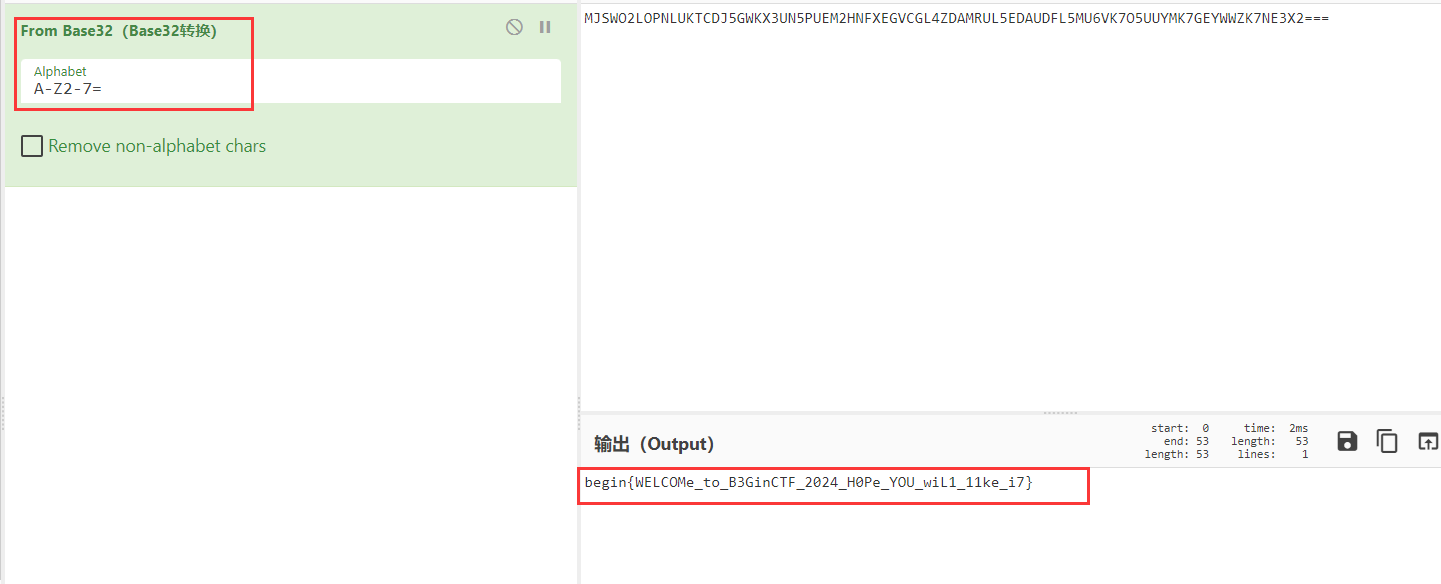 From Base32（Base32转换)
Alphabet
A-Z2-7=
Remove non-alphabet chars
MJSWO2LOPNLUKTCDJ5GWKX3UN5PUEM2HNFXEGVCGL4ZDAMRUL5EDAUDFL5MU6VK7O5UUYMK7GEYWWZK7NE3X2===
输出（Output）
start: 0 time: 2ms
end: 53 length: 53
length: 53 lines: 1
begin{WELCOMe_to_B3GinCTF_2024_H0Pe_YOU_wiL1_11ke_i7}